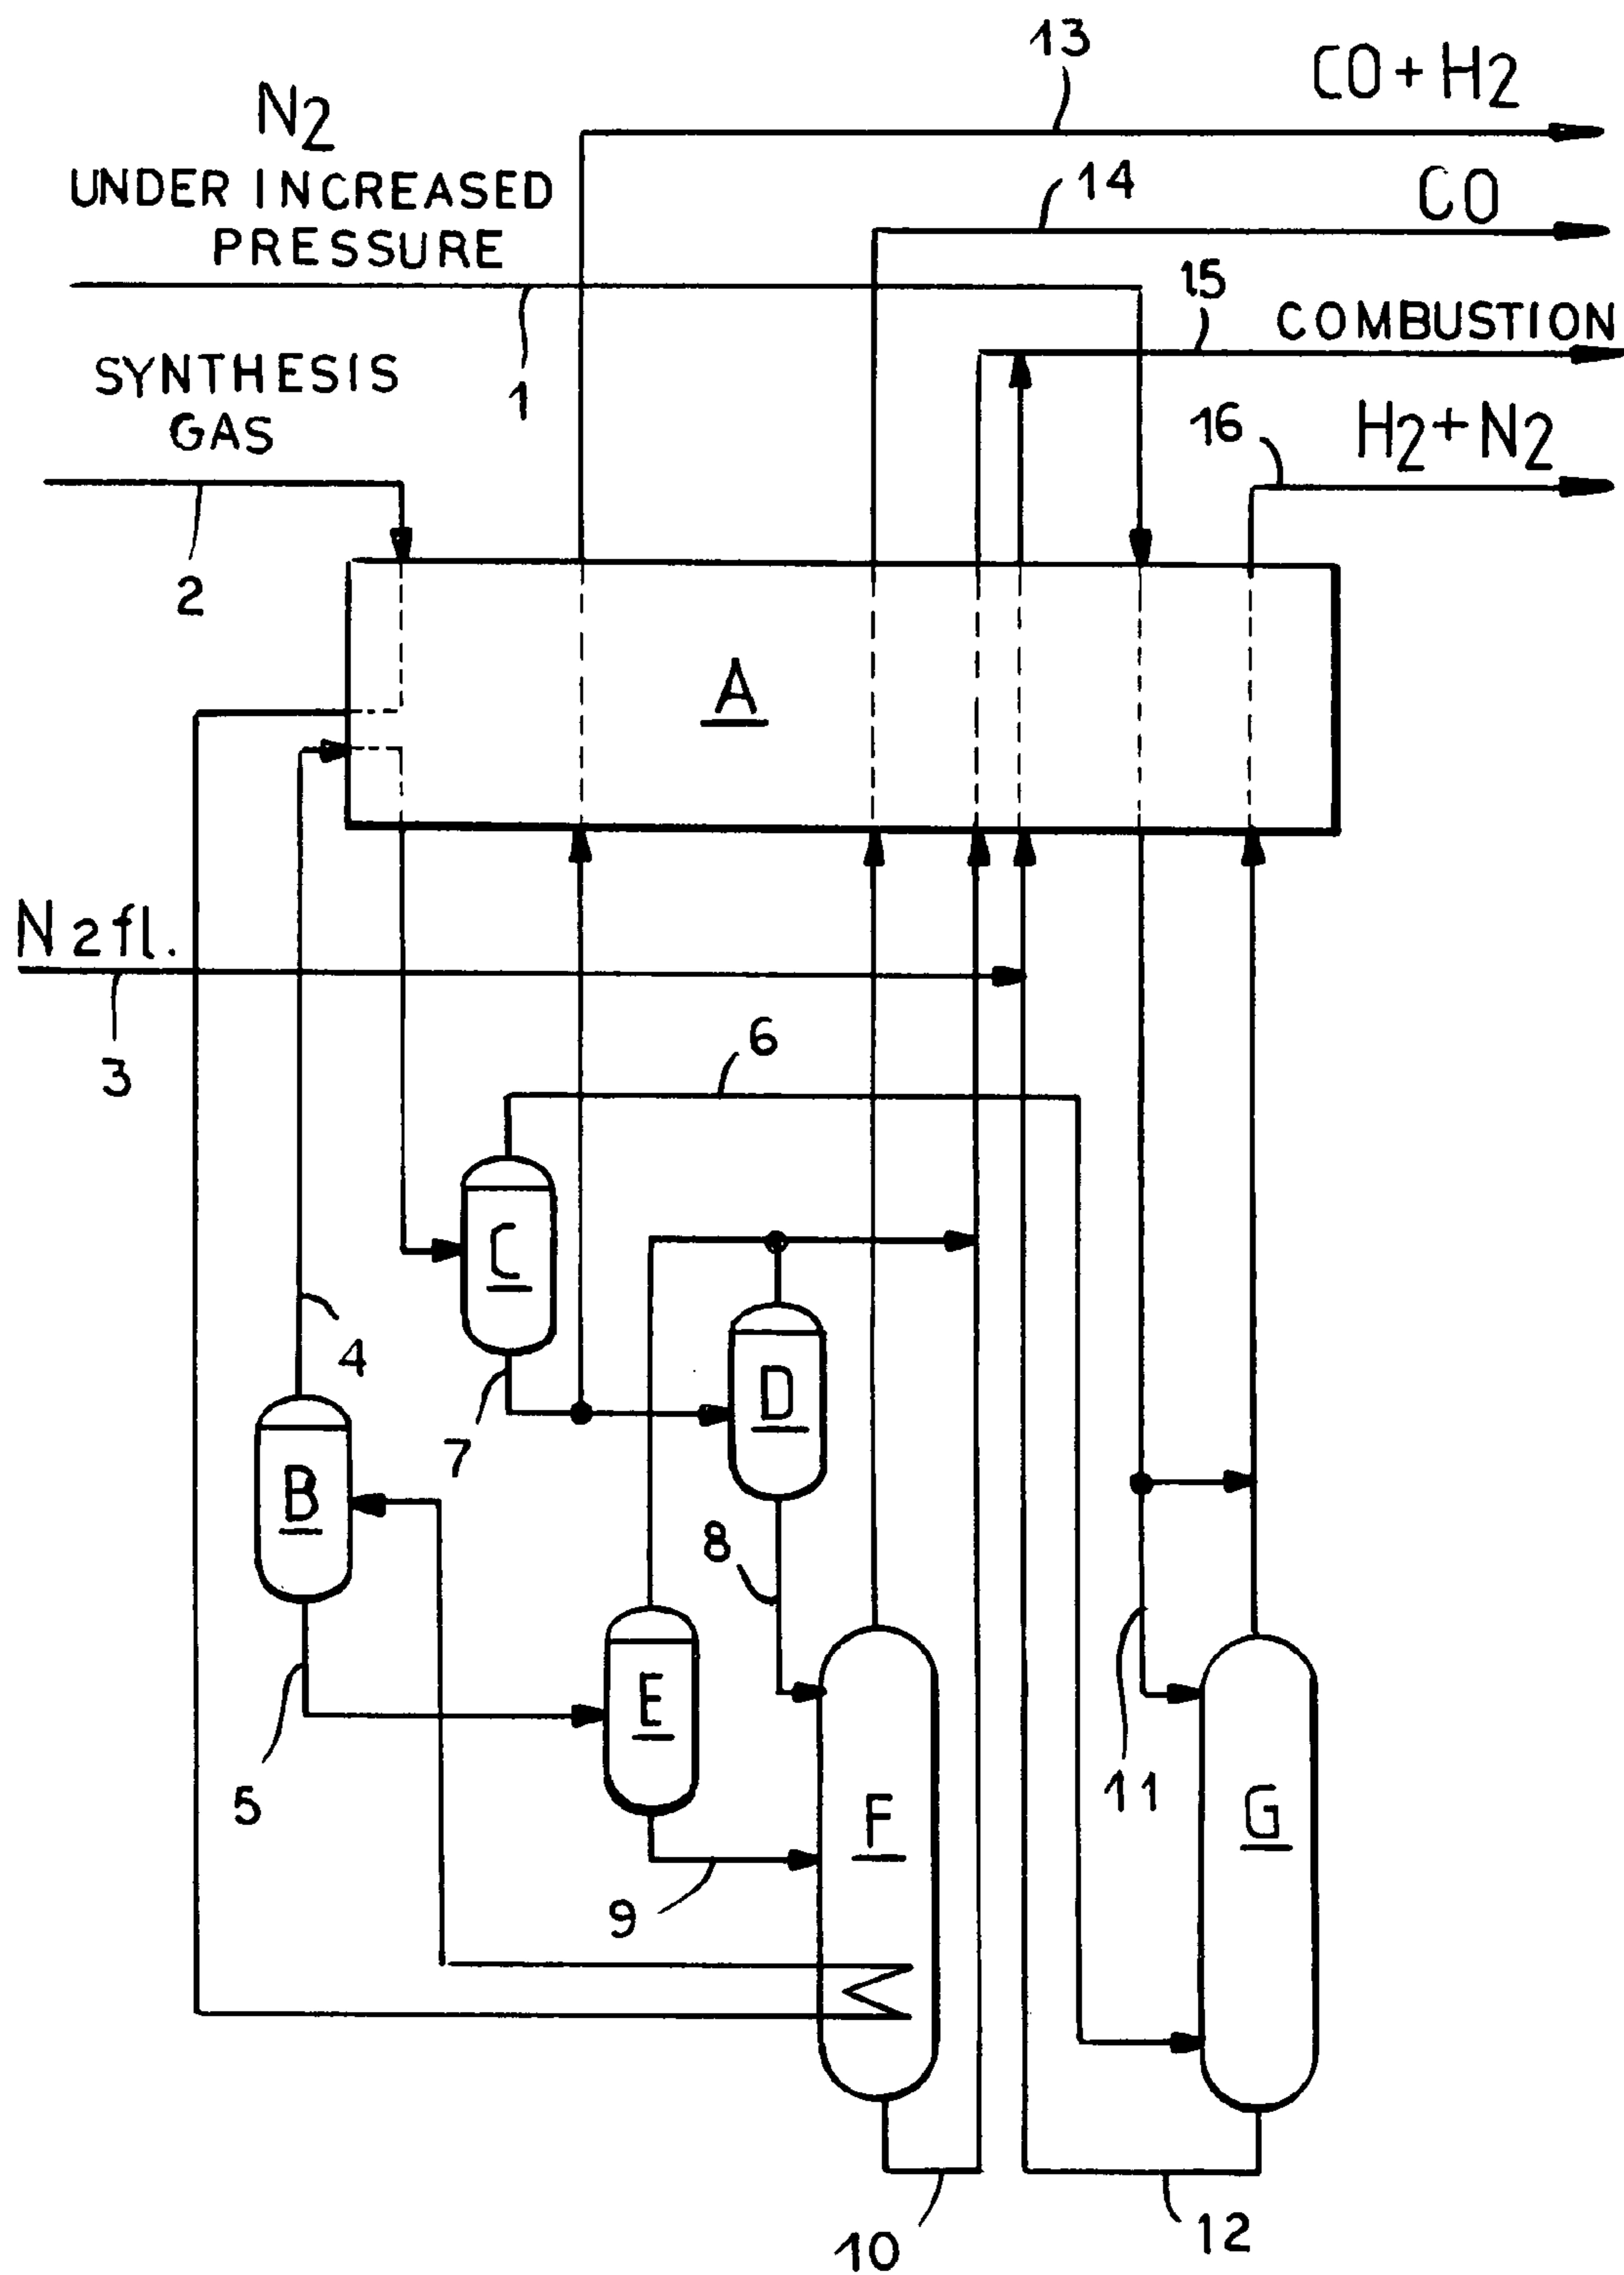 13
CO + H2
N2
UNDER INCREASED
PRESSURE
14
CO
15
COMBUSTION
1
SYNTHESIS
GAS
16
H2+N2
2
A
N2fl.
3
6
C
4
D
7
B
8
E
5
11
F
G
9
10
12